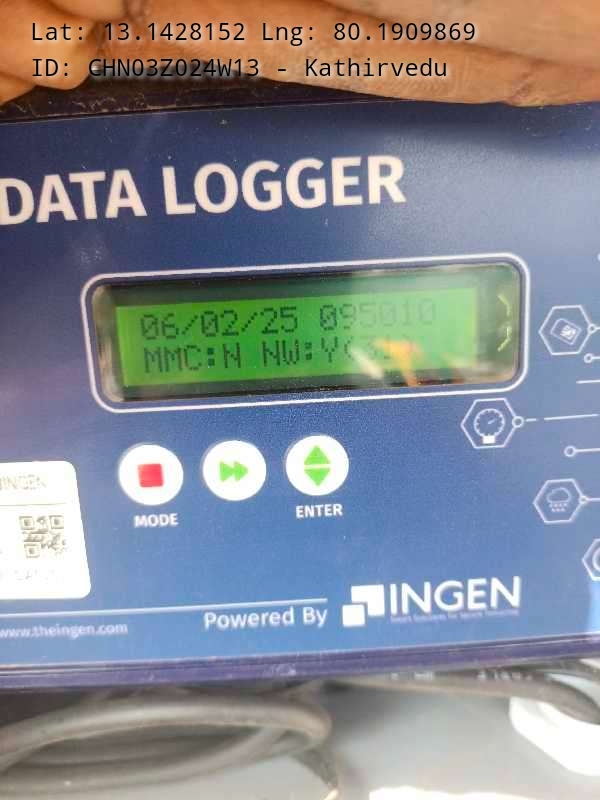 Lat: 13.1428152 Lng: 80.1909869
ID: CHN03Z024W13 - Kathirvedu
DATA LOGGER
06/02/25 095010
MMC:N NW:Y(3
MODE
ENTER
INGEN
Powered By
INGEN
www.theingen.com